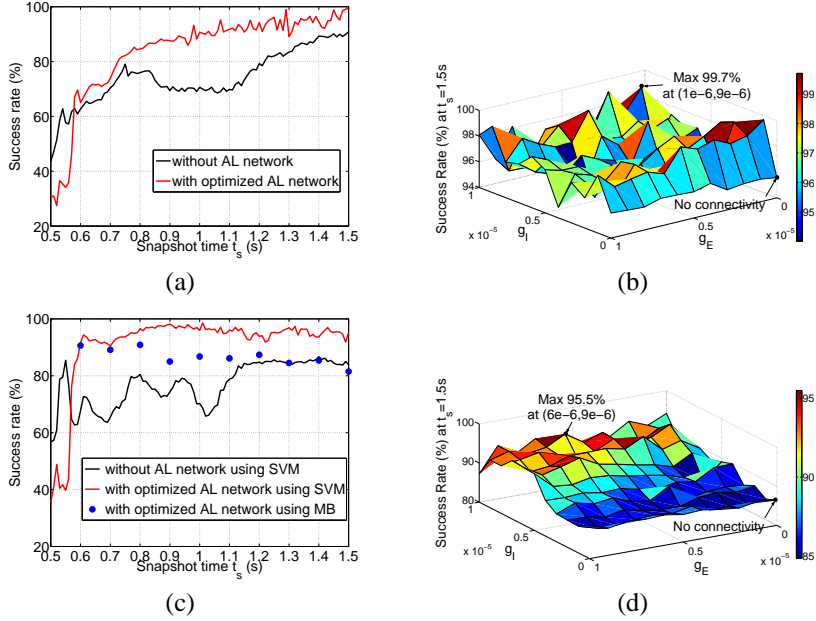 100
80
60
40
20
Success rate (%)
without AL network
with optimized AL network
0.5 0.6 0.7 0.8 0.9 1.0 1.1 1.2 1.3 1.4 1.5
Snapshot time t_s (s)
(a)
Max 99.7%
at (1e−6,9e−6)
Success Rate (%) at t_s=1.5s
100
98
96
94
1
0.5
0
x 10^-5
g_I
1
0.5
0
x 10^-5
g_E
No connectivity
99
98
97
96
95
(b)
100
80
60
40
20
Success rate (%)
without AL network using SVM
with optimized AL network using SVM
with optimized AL network using MB
0.5 0.6 0.7 0.8 0.9 1.0 1.1 1.2 1.3 1.4 1.5
Snapshot time t_s (s)
(c)
Max 95.5%
at (6e−6,9e−6)
Success Rate (%) at t_s=1.5s
100
90
80
1
0.5
0
x 10^-5
g_I
1
0.5
0
x 10^-5
g_E
No connectivity
95
90
85
(d)